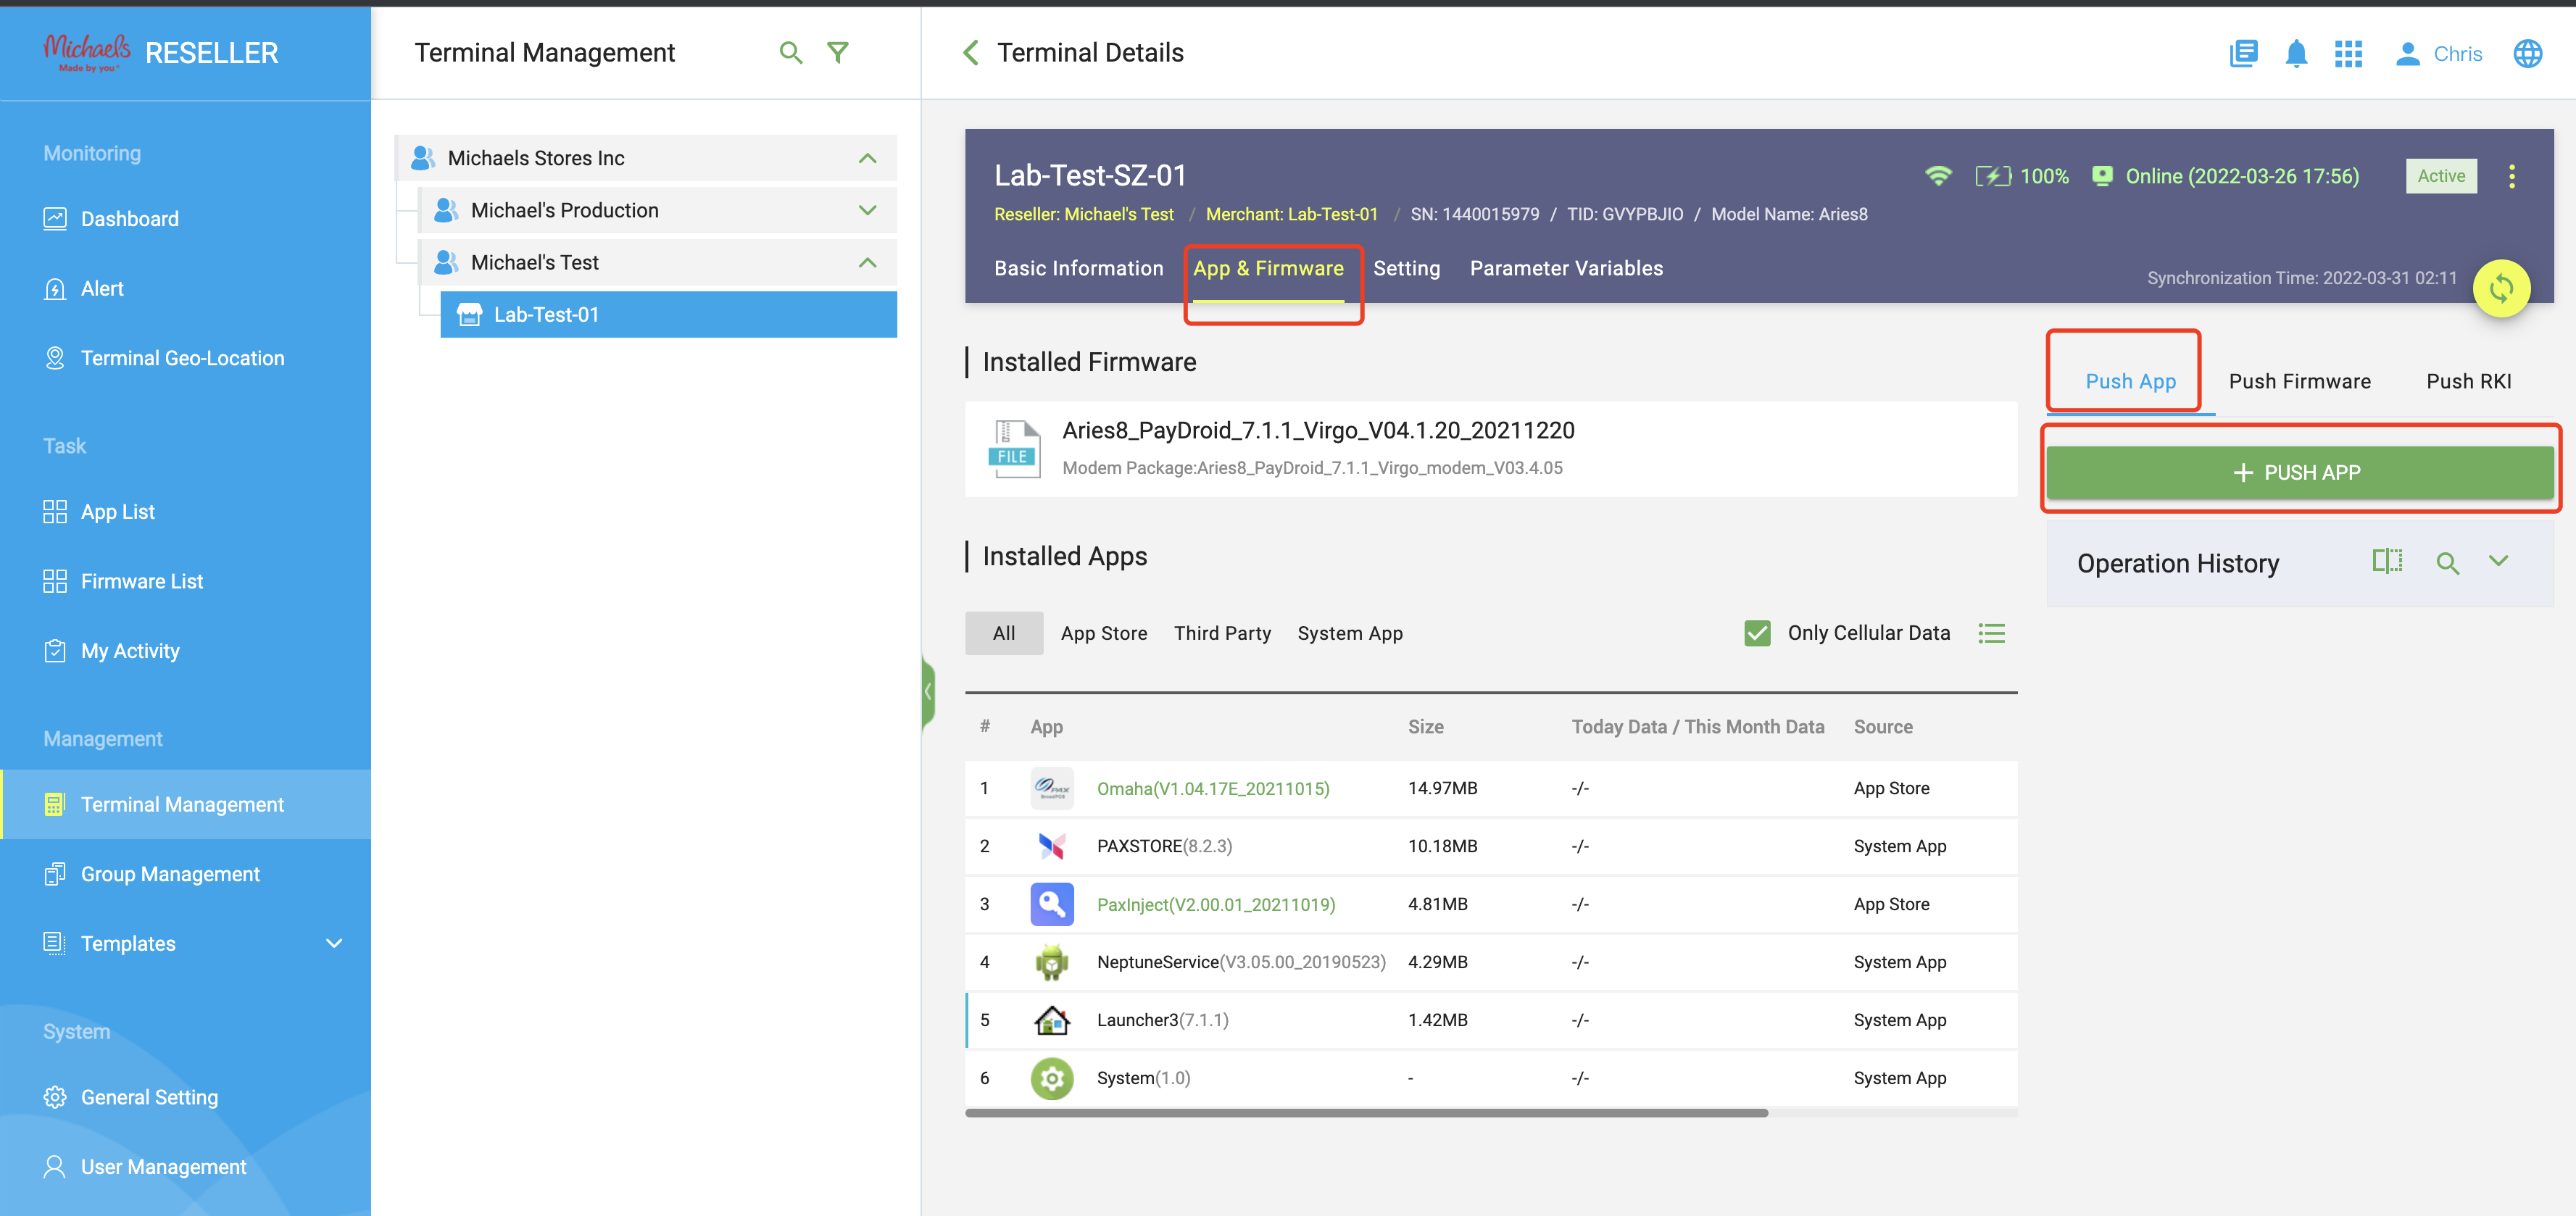 Michaels
Made by you™
RESELLER
Monitoring
Dashboard
Alert
Terminal Geo-Location
Task
App List
Firmware List
My Activity
Management
Terminal Management
Group Management
Templates
System
General Setting
User Management
Terminal Management
Michaels Stores Inc
Michael's Production
Michael's Test
Lab-Test-01
Terminal Details
Chris
Lab-Test-SZ-01
100% Online (2022-03-26 17:56) Active
Reseller: Michael's Test / Merchant: Lab-Test-01 / SN: 1440015979 / TID: GVYPBJIO / Model Name: Aries8
Basic Information App & Firmware Setting Parameter Variables
Synchronization Time: 2022-03-31 02:11
Installed Firmware
FILE
Aries8_PayDroid_7.1.1_Virgo_V04.1.20_20211220
Modem Package:Aries8_PayDroid_7.1.1_Virgo_modem_V03.4.05
Installed Apps
All App Store Third Party System App Only Cellular Data
# App Size Today Data / This Month Data Source
1 Omaha(V1.04.17E_20211015) 14.97MB -/- App Store
2 PAXSTORE(8.2.3) 10.18MB -/- System App
3 PaxInject(V2.00.01_20211019) 4.81MB -/- App Store
4 NeptuneService(V3.05.00_20190523) 4.29MB -/- System App
5 Launcher3(7.1.1) 1.42MB -/- System App
6 System(1.0) - -/- System App
Push App Push Firmware Push RKI
+ PUSH APP
Operation History